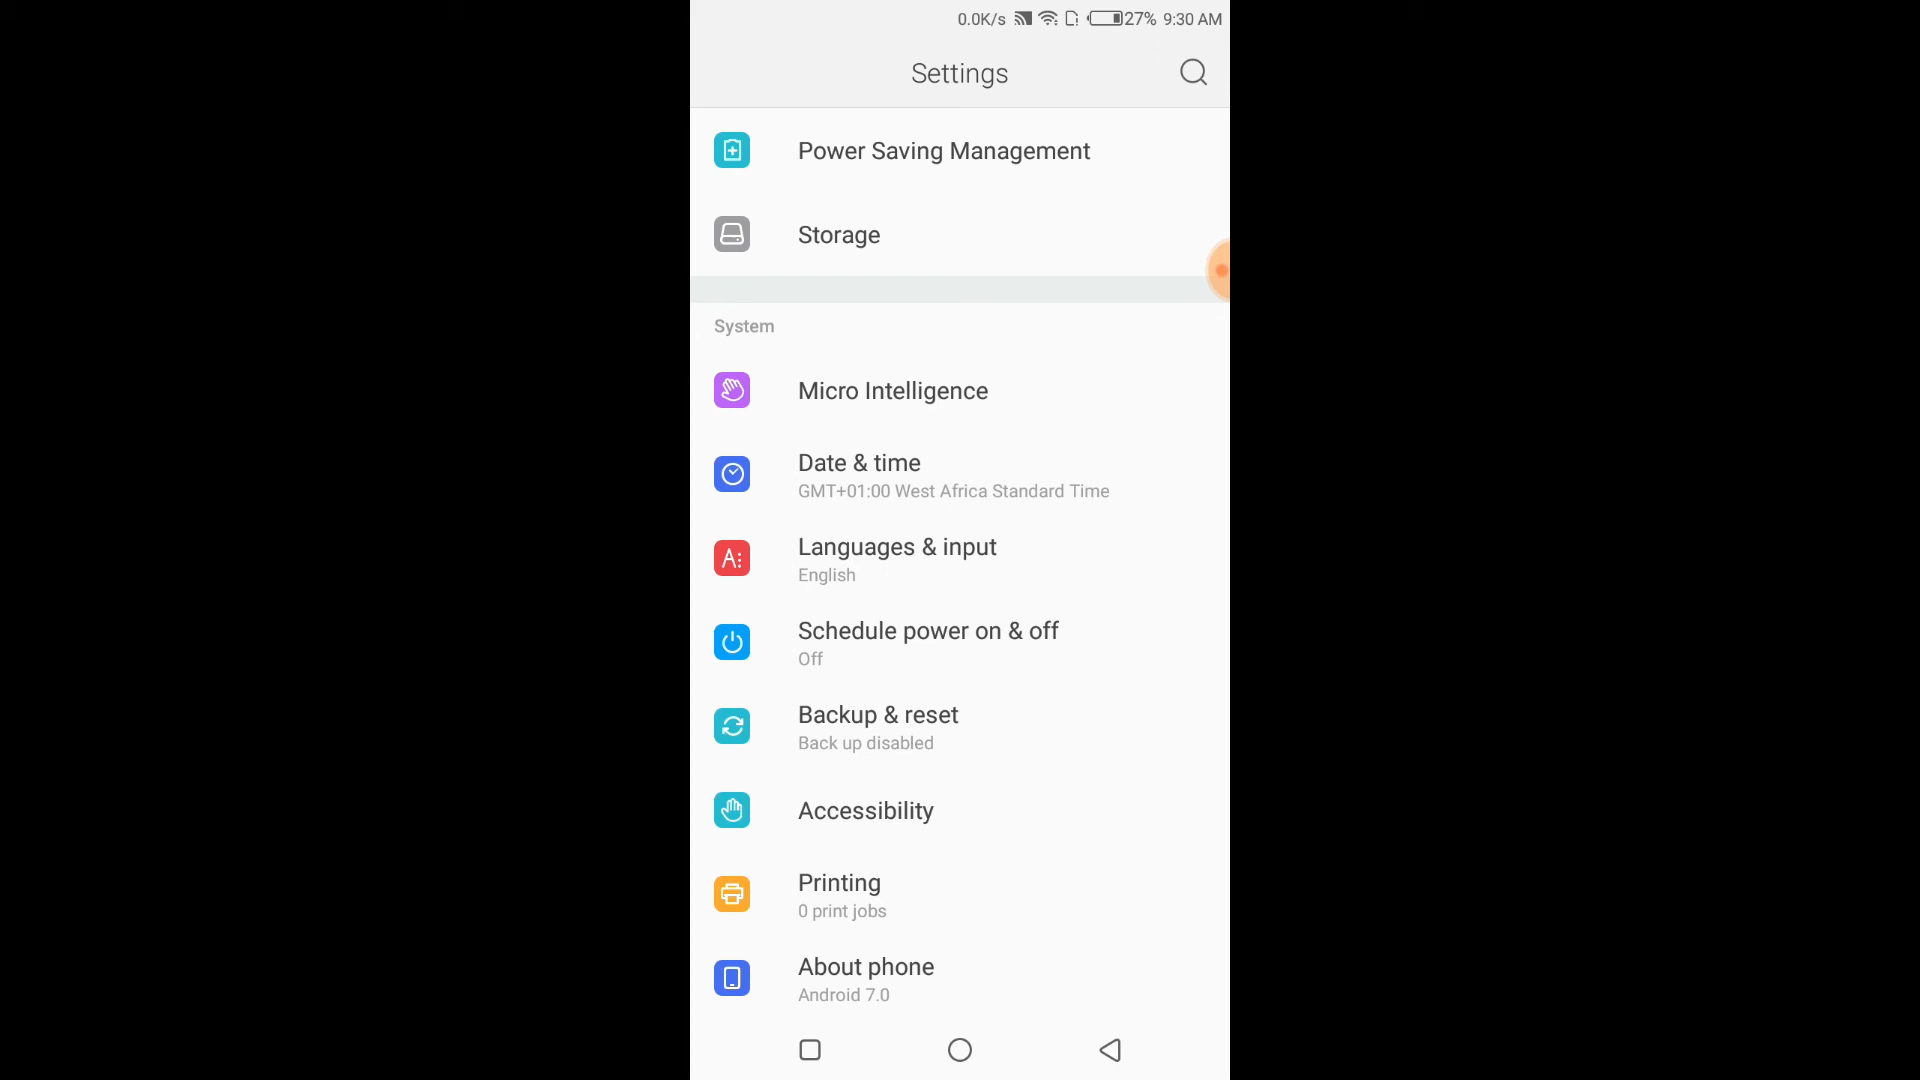 0.0K/s 27% 9:30 AM
Settings
Power Saving Management
Storage
System
Micro Intelligence
Date & time
GMT+01:00 West Africa Standard Time
A:
Languages & input
English
Schedule power on & off
Off
Backup & reset
Back up disabled
Accessibility
Printing
0 print jobs
About phone
Android 7.0